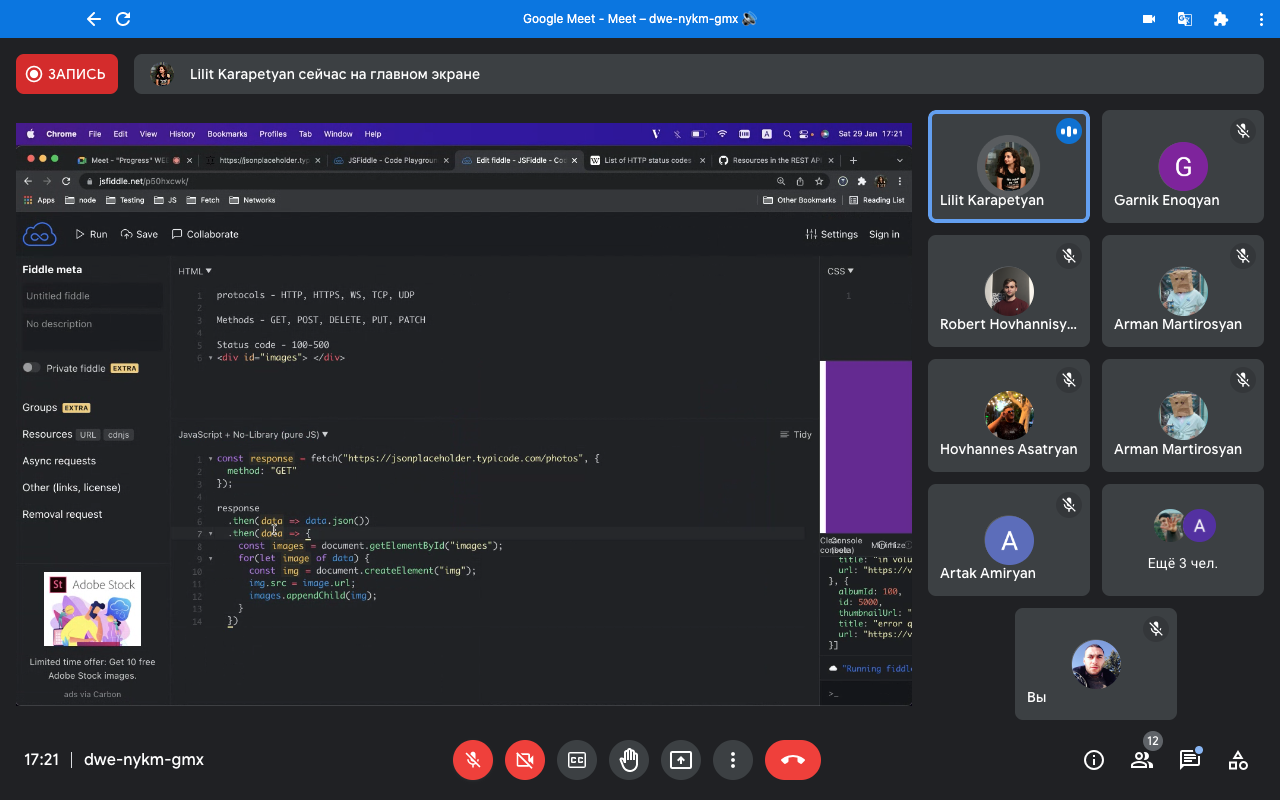 Google Meet - Meet – dwe-nykm-gmx
ЗАПИСЬ
Lilit Karapetyan сейчас на главном экране
Chrome File Edit View History Bookmarks Profiles Tab Window Help
Sat 29 Jan 17:21
Meet - "Progress" WE
https://jsonplaceholder.typ
JSFiddle - Code Playgroun
Edit fiddle - JSFiddle - Co
List of HTTP status codes
Resources in the REST API
jsfiddle.net/p50hxcwk/
Apps node Testing JS Fetch Networks
Other Bookmarks Reading List
Run Save Collaborate
Settings Sign in
Fiddle meta
Untitled fiddle
No description
Private fiddle EXTRA
Groups EXTRA
Resources URL cdnjs
Async requests
Other (links, license)
Removal request
St Adobe Stock
Limited time offer: Get 10 free
Adobe Stock images.
ads via Carbon
HTML ▼
1 protocols - HTTP, HTTPS, WS, TCP, UDP
2
3 Methods - GET, POST, DELETE, PUT, PATCH
4
5 Status code - 100-500
6 <div id="images"> </div>
JavaScript + No-Library (pure JS) ▼
Tidy
1 const response = fetch("https://jsonplaceholder.typicode.com/photos", {
2 method: "GET"
3 });
4
5 response
6 .then(data => data.json())
7 .then(data => {
8 const images = document.getElementById("images");
9 for(let image of data) {
10 const img = document.createElement("img");
11 img.src = image.url;
12 images.appendChild(img);
13 }
14 })
CSS ▼
1
Minimize
title: "in volu
url: "https://v
}, {
albumId: 100,
id: 5000,
thumbnailUrl: "
title: "error q
url: "https://v
}]
"Running fiddle
>_
Lilit Karapetyan
G
Garnik Enoqyan
Robert Hovhannisy...
Arman Martirosyan
Hovhannes Asatryan
Arman Martirosyan
A
Artak Amiryan
A
Ещё 3 чел.
Вы
17:21 | dwe-nykm-gmx
12